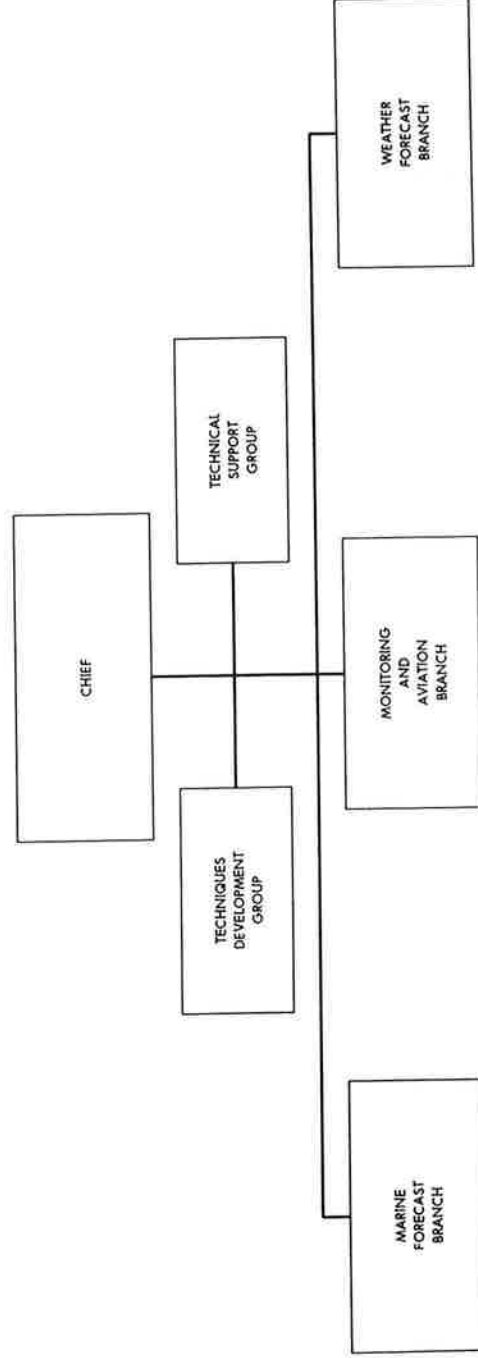 CHIEF
TECHNIQUES
DEVELOPMENT
GROUP
TECHNICAL
SUPPORT
GROUP
MARINE
FORECAST
BRANCH
MONITORING
AND
AVIATION
BRANCH
WEATHER
FORECAST
BRANCH